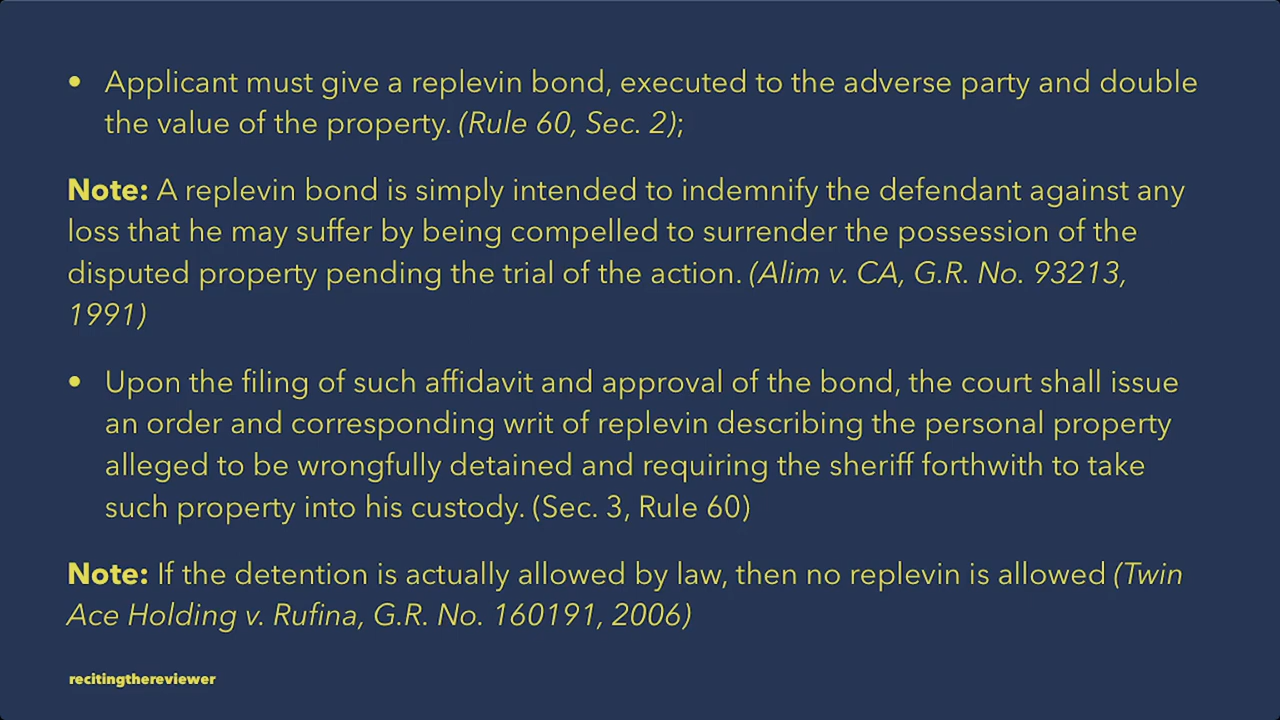 • Applicant must give a replevin bond, executed to the adverse party and double
the value of the property. (Rule 60, Sec. 2);
Note: A replevin bond is simply intended to indemnify the defendant against any
loss that he may suffer by being compelled to surrender the possession of the
disputed property pending the trial of the action. (Alim v. CA, G.R. No. 93213,
1991)
• Upon the filing of such affidavit and approval of the bond, the court shall issue
an order and corresponding writ of replevin describing the personal property
alleged to be wrongfully detained and requiring the sheriff forthwith to take
such property into his custody. (Sec. 3, Rule 60)
Note: If the detention is actually allowed by law, then no replevin is allowed (Twin
Ace Holding v. Rufina, G.R. No. 160191, 2006)
recitingthereviewer